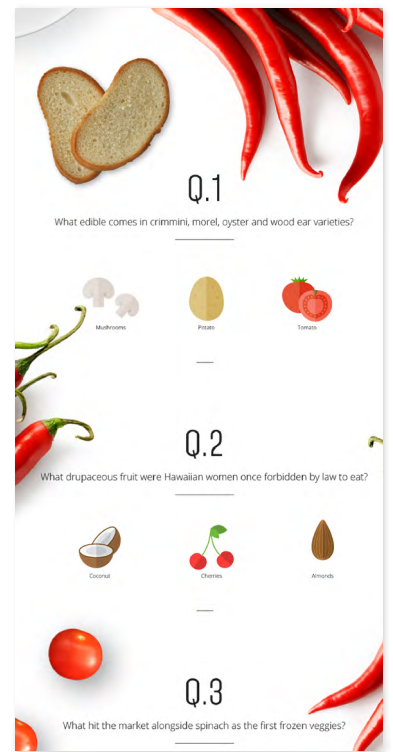 Q.1
What edible comes in crimmini, morel, oyster and wood ear varieties?
Mushrooms
Potato
Tomato
Q.2
What drupaceous fruit were Hawaiian women once forbidden by law to eat?
Coconut
Cherries
Almonds
Q.3
What hit the market alongside spinach as the first frozen veggies?